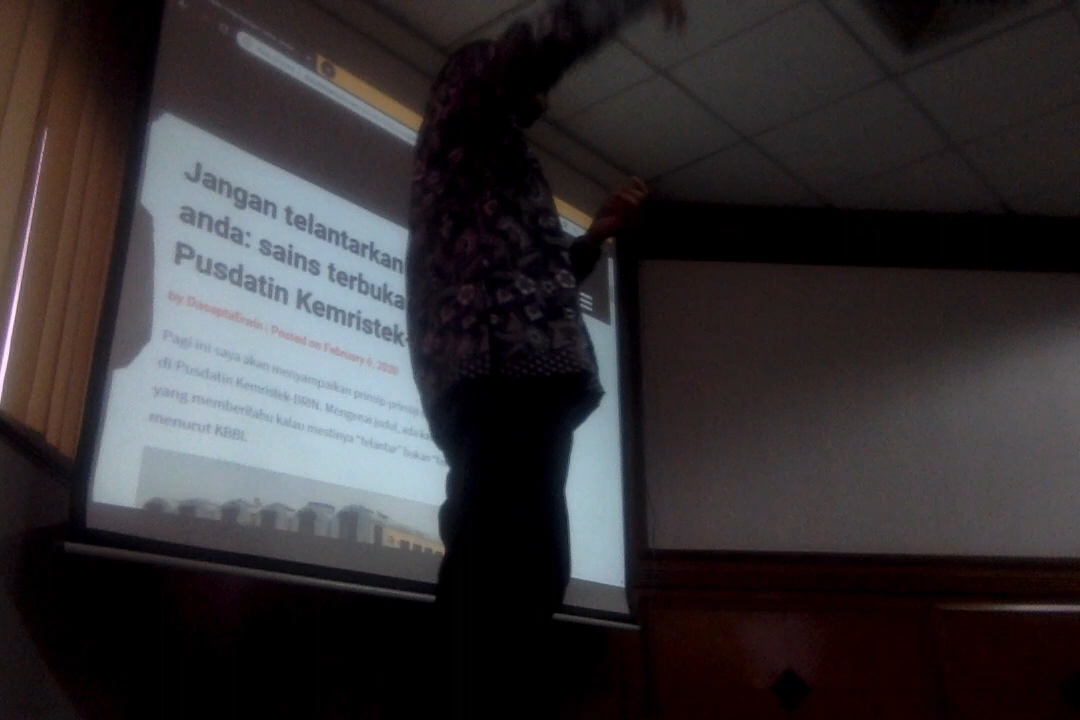 Jangan telantarkan
anda: sains terbuka
Pusdatin Kemristek-
by DasaptaErwin | Posted on February 6, 2020
Pagi ini saya akan menyampaikan prinsip-prinsip
di Pusdatin Kemristek-BRIN. Mengenai judul, ada
yang memberitahu kalau mestinya "telantar" bukan
menurut KBBI.